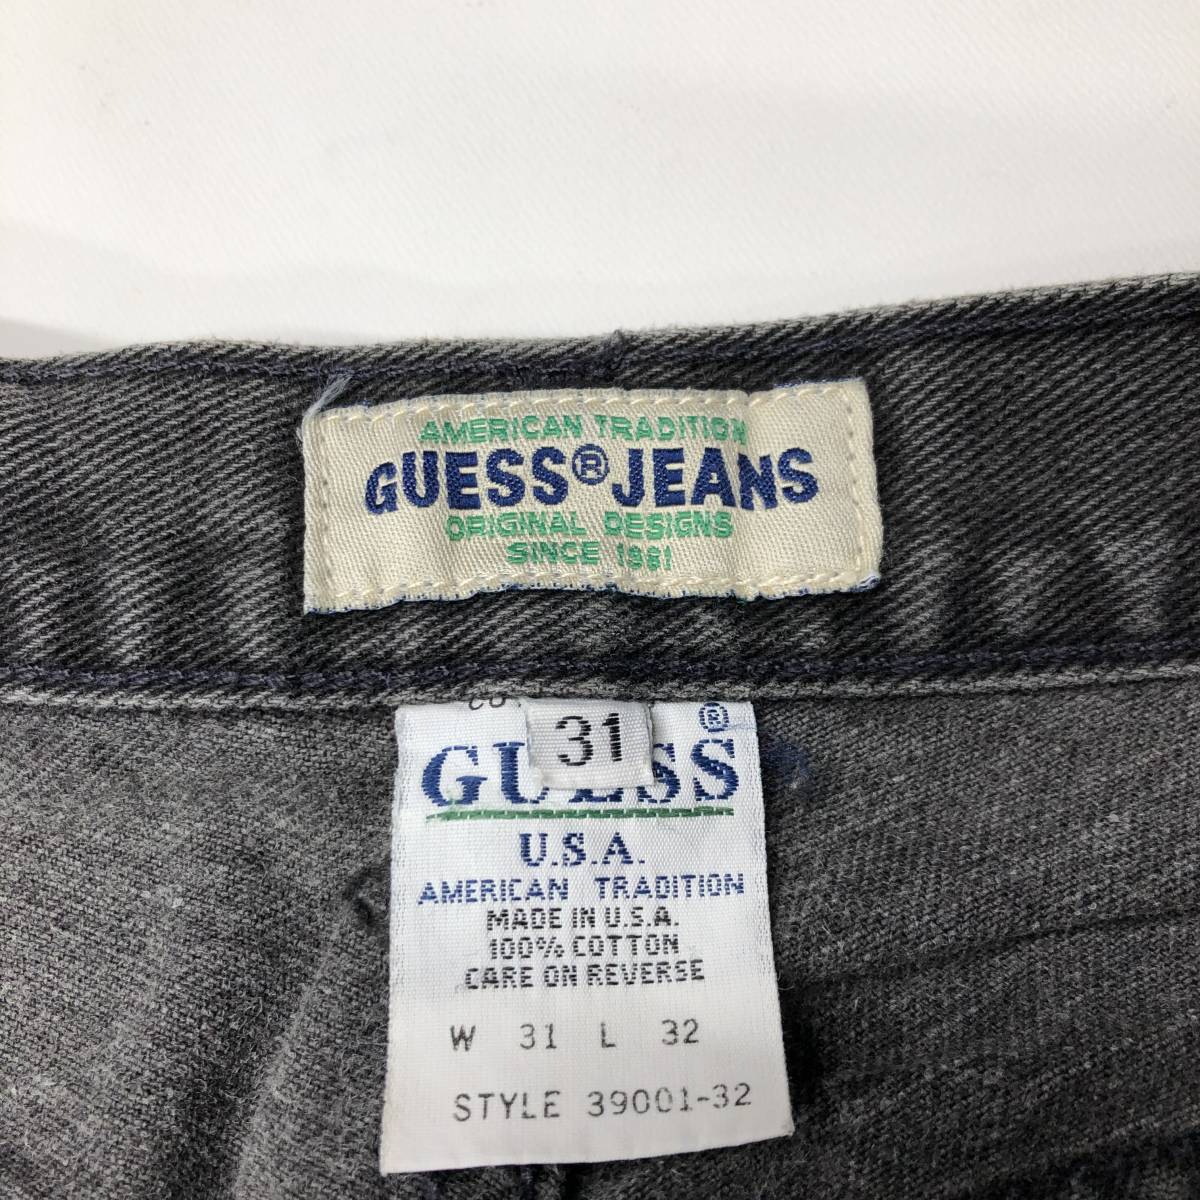 AMERICAN TRADITION
GUESS® JEANS
ORIGINAL DESIGNS
SINCE 1981
31
GUESS®
U.S.A.
AMERICAN TRADITION
MADE IN U.S.A.
100% COTTON
CARE ON REVERSE
W 31 L 32
STYLE 39001-32